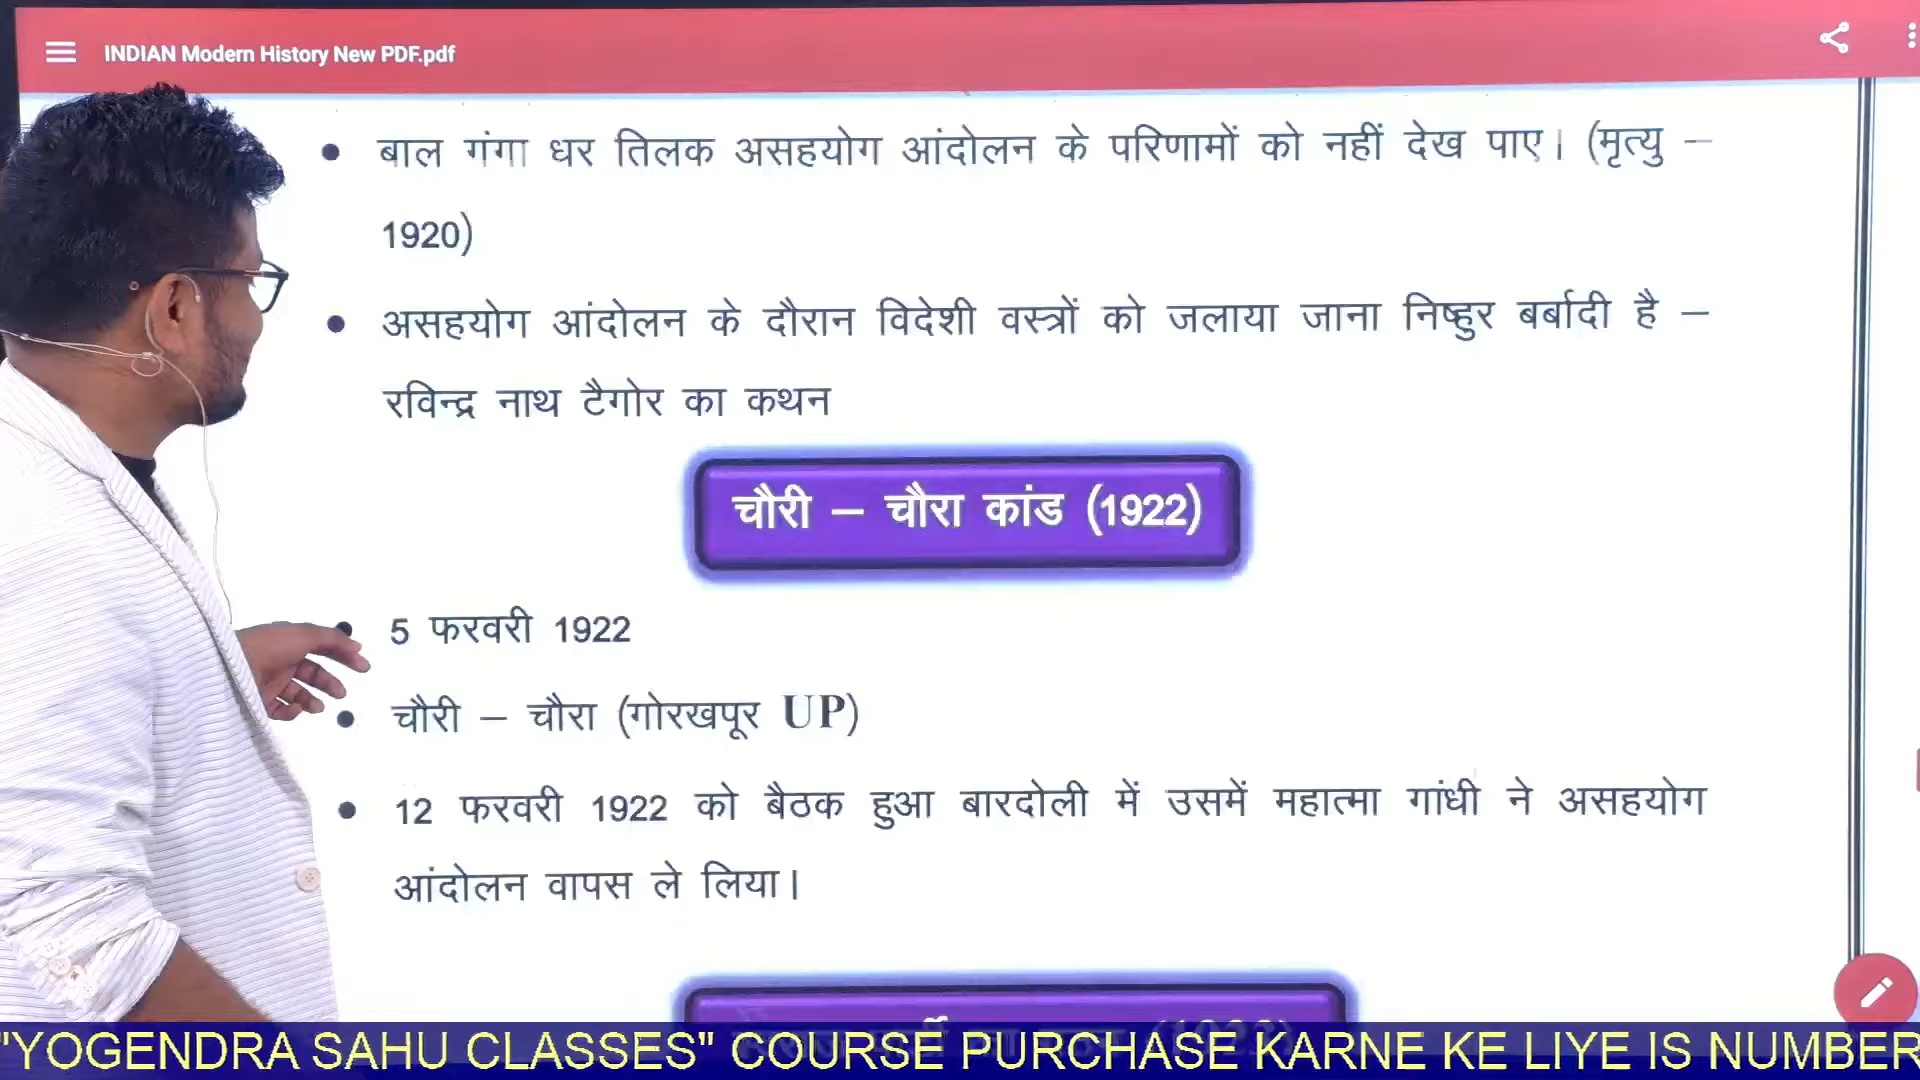 INDIAN Modern History New PDF.pdf
बाल गंगा धर तिलक असहयोग आंदोलन के परिणामों को नहीं देख पाए। (मृत्यु –
1920)
असहयोग आंदोलन के दौरान विदेशी वस्त्रों को जलाया जाना निष्ठुर बर्बादी है –
रविन्द्र नाथ टैगोर का कथन
चौरी – चौरा कांड (1922)
5 फरवरी 1922
चौरी – चौरा (गोरखपूर UP)
12 फरवरी 1922 को बैठक हुआ बारदोली में उसमें महात्मा गांधी ने असहयोग
आंदोलन वापस ले लिया।
"YOGENDRA SAHU CLASSES" COURSE PURCHASE KARNE KE LIYE IS NUMBER